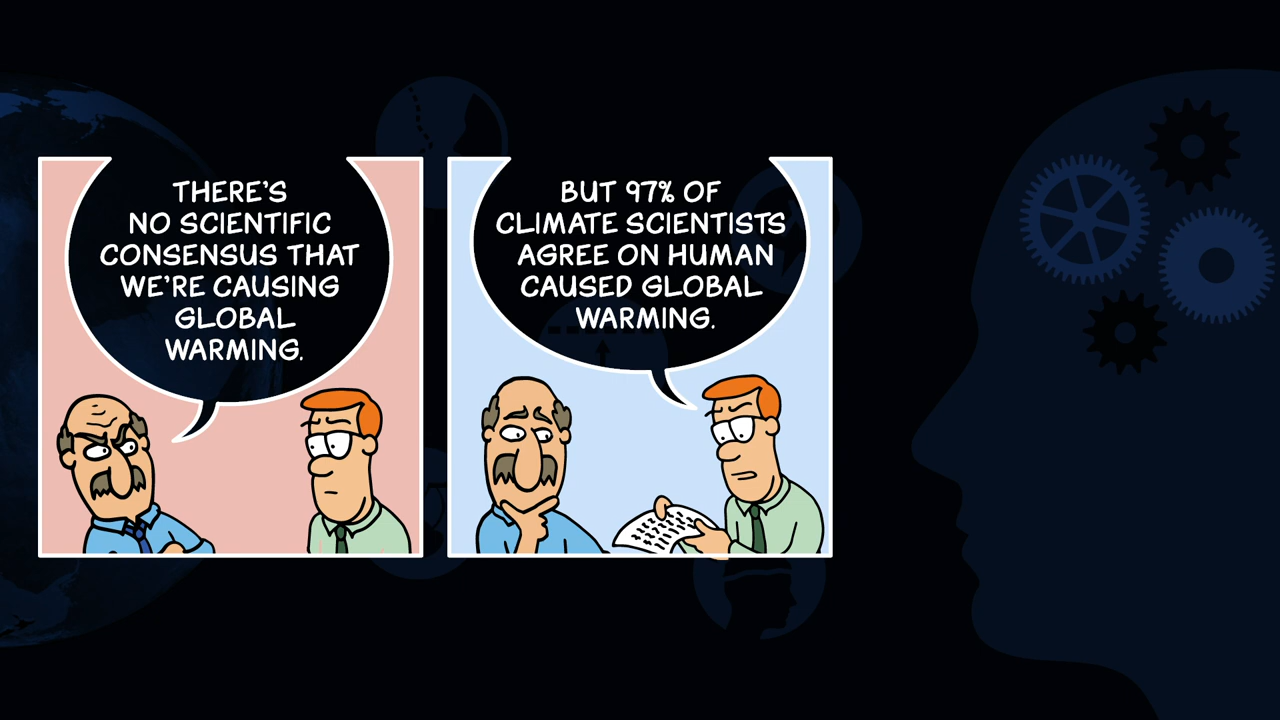 THERE'S
NO SCIENTIFIC
CONSENSUS THAT
WE'RE CAUSING
GLOBAL
WARMING.
BUT 97% OF
CLIMATE SCIENTISTS
AGREE ON HUMAN
CAUSED GLOBAL
WARMING.